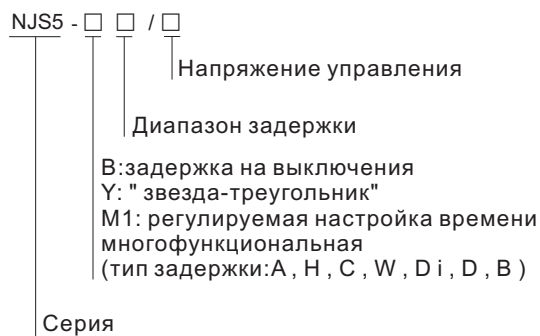 NJS5 - □ □ / □
Напряжение управления
Диапазон задержки
B:задержка на выключения
Y: " звезда-треугольник"
M1: регулируемая настройка времени
многофункциональная
(тип задержки:A , H , C , W , D i , D , B )
Серия